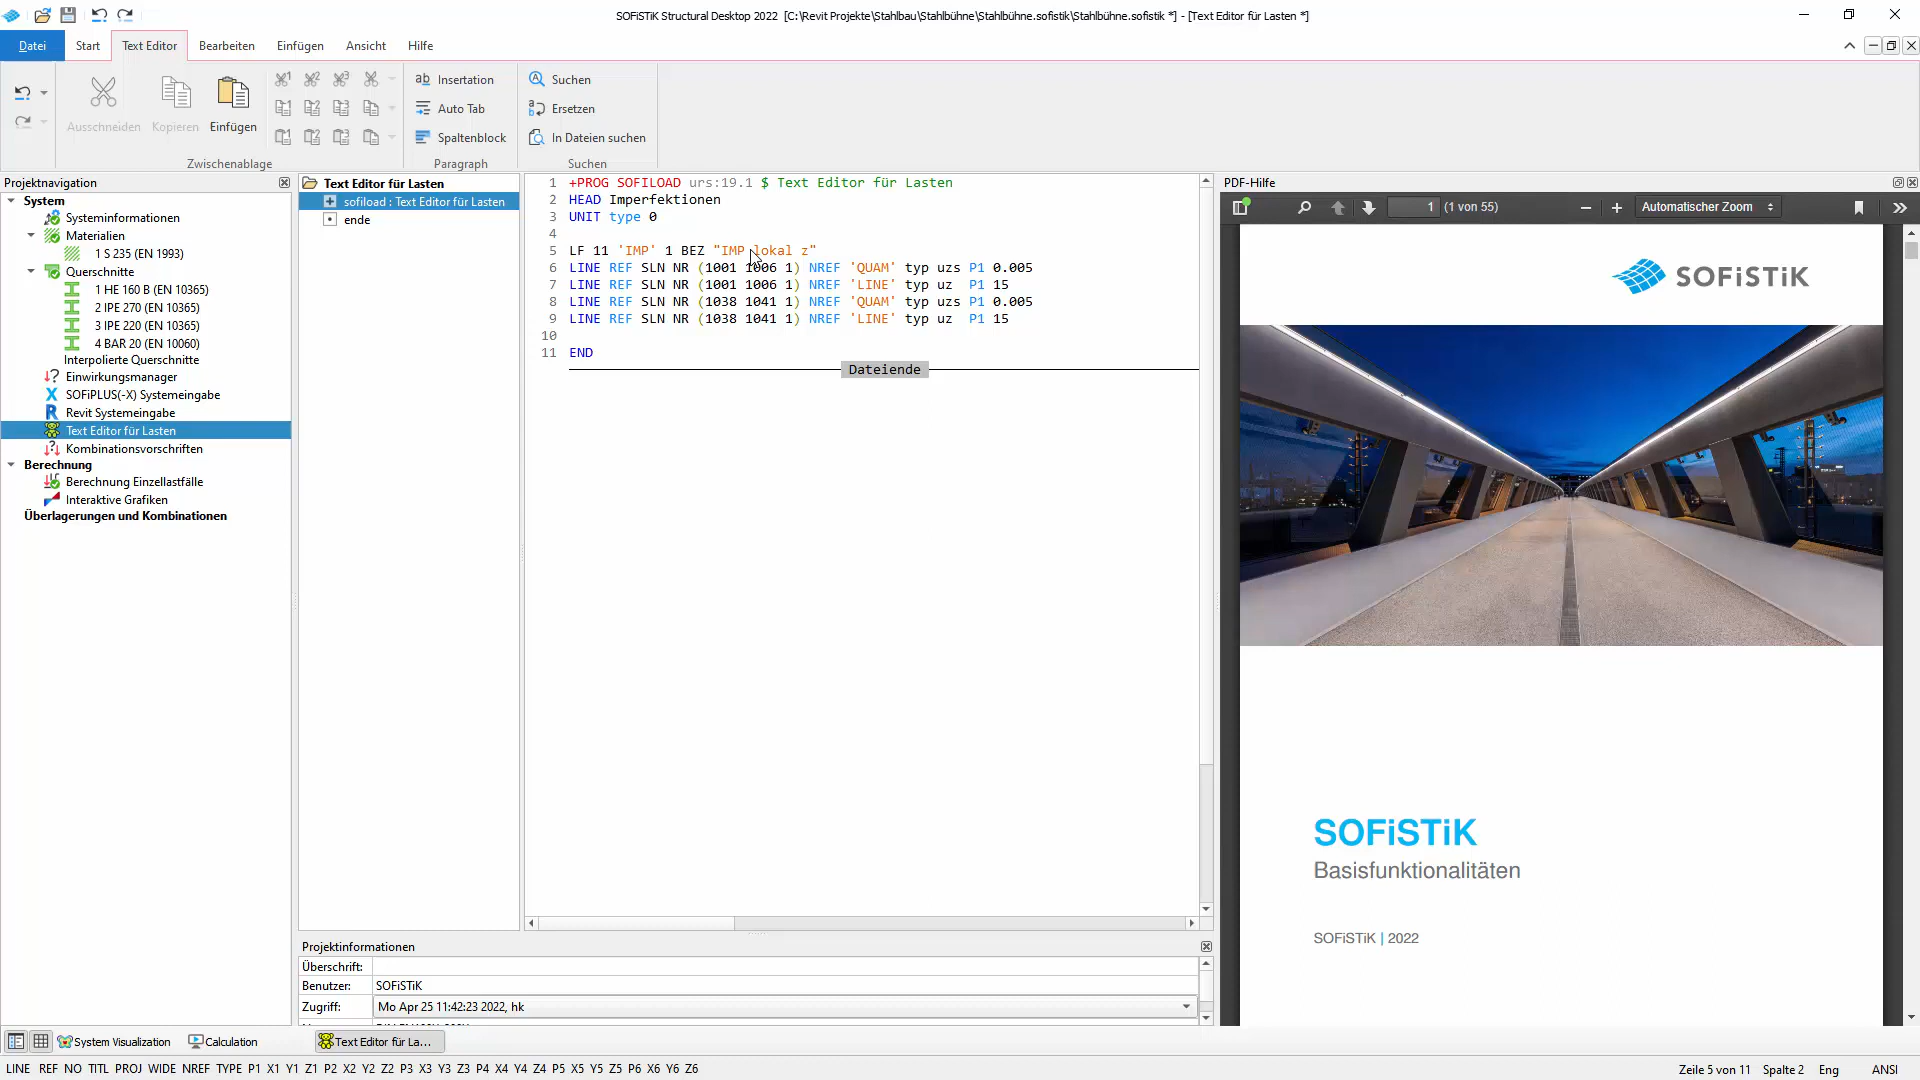 SOFiSTiK Structural Desktop 2022 [C:\Revit Projekte\Stahlbau\Stahlbühne\Stahlbühne.sofistik\Stahlbühne.sofistik *] - [Text Editor für Lasten *]
Datei Start Text Editor Bearbeiten Einfügen Ansicht Hilfe
Ausschneiden Kopieren Einfügen
Zwischenablage
Insertation
Auto Tab
Spaltenblock
Paragraph
Suchen
Ersetzen
In Dateien suchen
Suchen
Projektnavigation
System
Systeminformationen
Materialien
1 S 235 (EN 1993)
Querschnitte
1 HE 160 B (EN 10365)
2 IPE 270 (EN 10365)
3 IPE 220 (EN 10365)
4 BAR 20 (EN 10060)
Interpolierte Querschnitte
Einwirkungsmanager
SOFiPLUS(-X) Systemeingabe
Revit Systemeingabe
Text Editor für Lasten
Kombinationsvorschriften
Berechnung
Berechnung Einzellastfälle
Interaktive Grafiken
Überlagerungen und Kombinationen
Text Editor für Lasten
sofiload : Text Editor für Lasten
ende
1 +PROG SOFILOAD urs:19.1 $ Text Editor für Lasten
2 HEAD Imperfektionen
3 UNIT type 0
4
5 LF 11 'IMP' 1 BEZ "IMP lokal z"
6 LINE REF SLN NR (1001 1006 1) NREF 'QUAM' typ uzs P1 0.005
7 LINE REF SLN NR (1001 1006 1) NREF 'LINE' typ uz P1 15
8 LINE REF SLN NR (1038 1041 1) NREF 'QUAM' typ uzs P1 0.005
9 LINE REF SLN NR (1038 1041 1) NREF 'LINE' typ uz P1 15
10
11 END
Dateiende
Projektinformationen
Überschrift:
Benutzer: SOFiSTiK
Zugriff: Mo Apr 25 11:42:23 2022, hk
PDF-Hilfe
1 (1 von 55) Automatischer Zoom
SOFiSTiK
SOFiSTiK
Basisfunktionalitäten
SOFiSTiK | 2022
System Visualization Calculation Text Editor für La...
LINE REF NO TITL PROJ WIDE NREF TYPE P1 X1 Y1 Z1 P2 X2 Y2 Z2 P3 X3 Y3 Z3 P4 X4 Y4 Z4 P5 X5 Y5 Z5 P6 X6 Y6 Z6
Zeile 5 von 11 Spalte 2 Eng ANSI